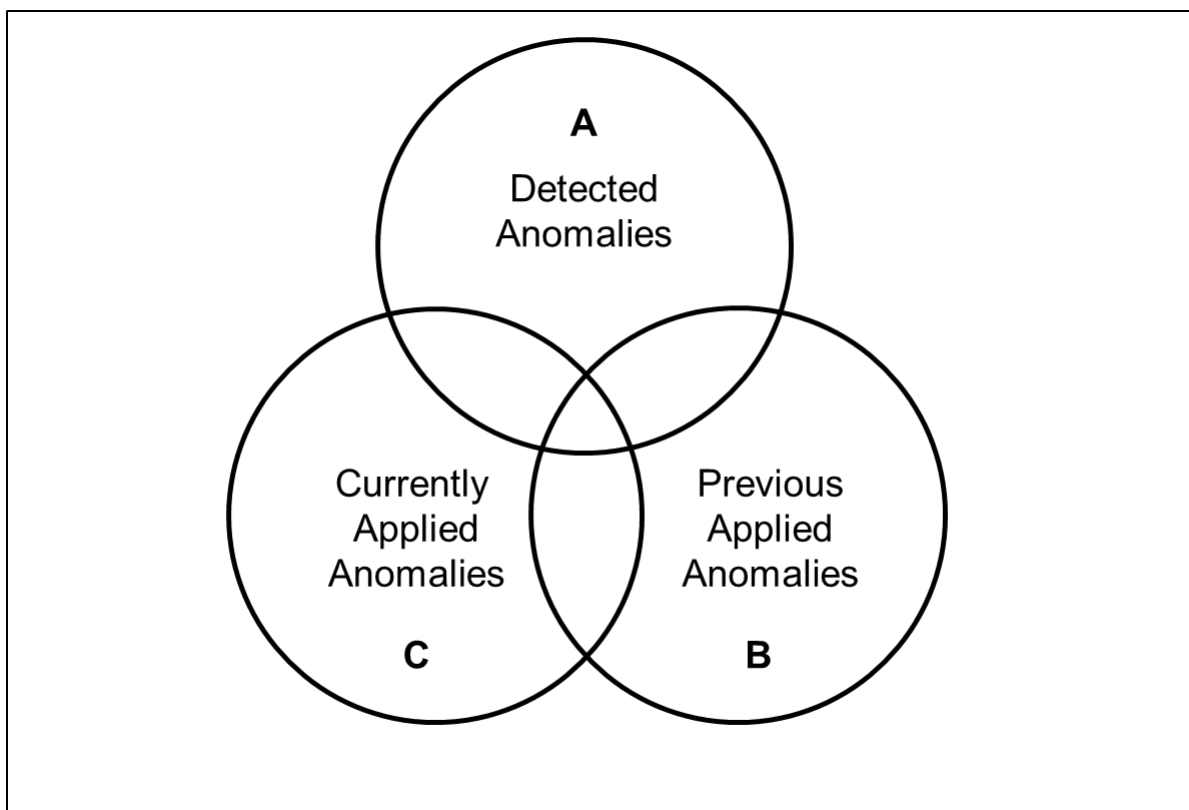 A
Detected
Anomalies
Currently
Applied
Anomalies
C
Previous
Applied
Anomalies
B